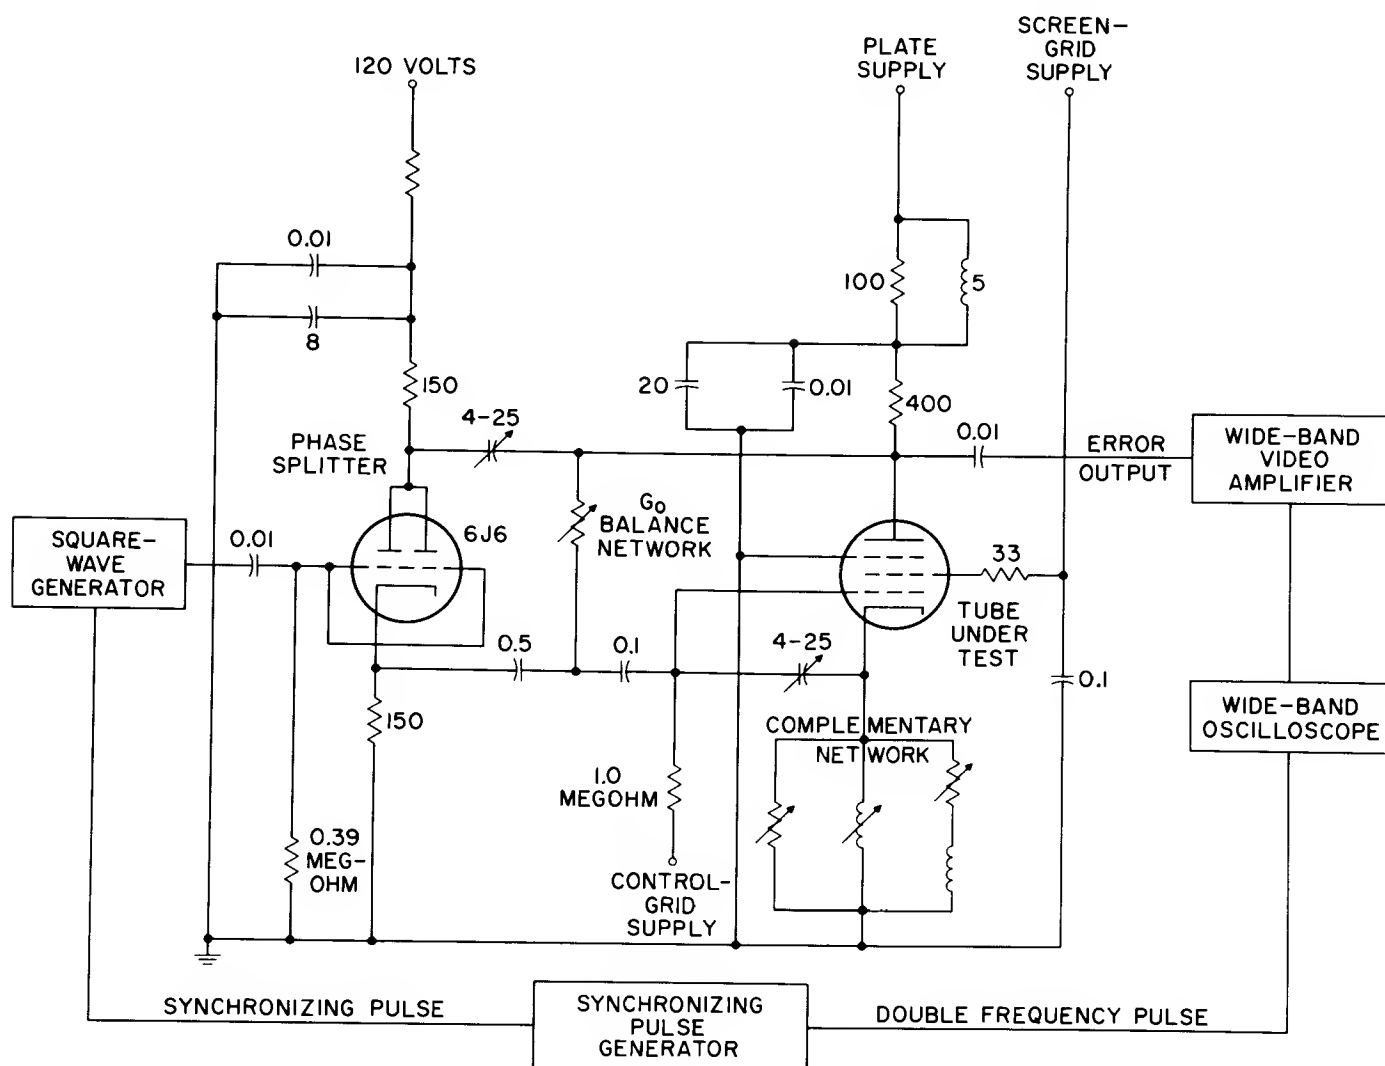 SCREEN-
GRID
SUPPLY
PLATE
SUPPLY
120 VOLTS
0.01
8
150
100
5
20
0.01
400
4-25
PHASE
SPLITTER
0.01
ERROR
OUTPUT
WIDE-BAND
VIDEO
AMPLIFIER
G₀
BALANCE
NETWORK
6J6
SQUARE-
WAVE
GENERATOR
0.01
33
TUBE
UNDER
TEST
0.5
0.1
4-25
0.1
150
COMPLEMENTARY
NETWORK
WIDE-BAND
OSCILLOSCOPE
1.0
MEGOHM
0.39
MEG-
OHM
CONTROL-
GRID
SUPPLY
SYNCHRONIZING PULSE
SYNCHRONIZING
PULSE
GENERATOR
DOUBLE FREQUENCY PULSE